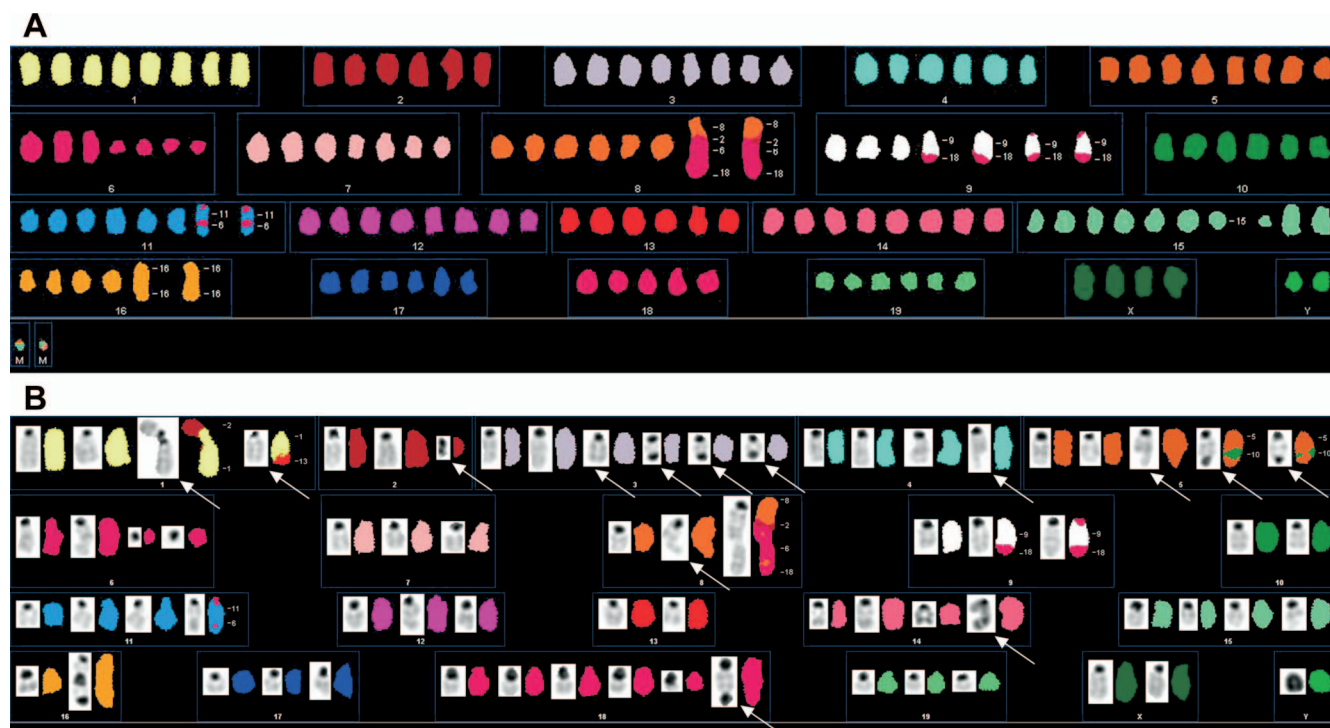 A
1 2 3 4 5
–8 –8
–2 –2 –9 –9 –9 –9
–6 –6 –18 –18 –18 –18
–18 –18
6 7 8 9 10
–11 –11 –15
–6 –6
11 12 13 14 15
–16 –16
–16 –16
16 17 18 19 X Y
M M
B
–2 –1 –5 –5
–1 –13 –10 –10
1 2 3 4 5
–8
–2 –9 –9
–6 –18 –18
–18
6 7 8 9 10
–11
–6
11 12 13 14 15
16 17 18 19 X Y